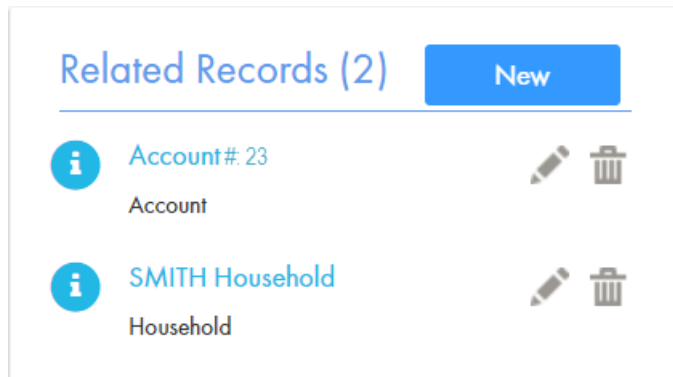 Related Records (2) New
Account #: 23
Account
SMITH Household
Household